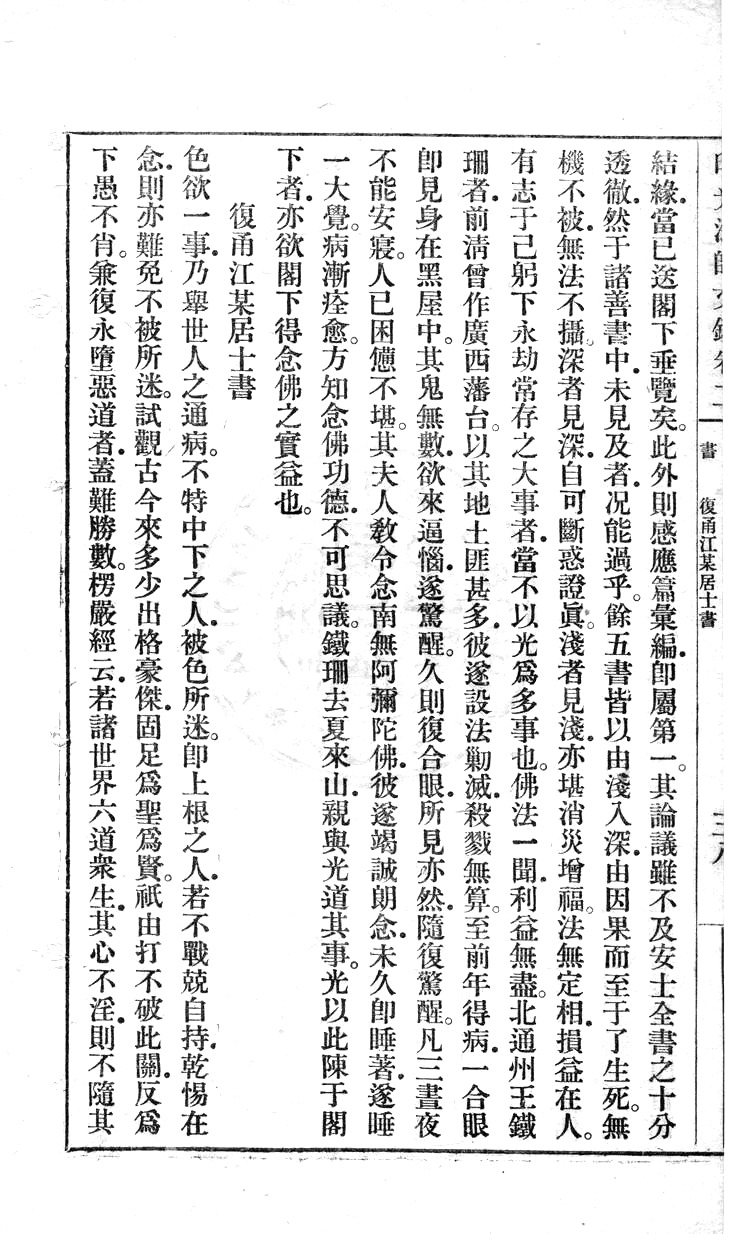 書　復甬江某居士書
結緣當已送閣下垂覽矣。此外則感應篇彙編。即屬第一。其論議雖不及安士全書之十分
透徹。然于諸善書中。未見及者。况能過乎。餘五書皆以由淺入深。由因果而至于了生死。無
機不被。無法不攝。深者見深。自可斷惑證眞。淺者見淺。亦堪消災增福。法無定相。損益在人。
有志于己躬下永劫常存之大事者。當不以光爲多事也。佛法一聞。利益無盡。北通州王鐵
珊者。前淸曾作廣西藩台。以其地土匪甚多。彼遂設法勦滅。殺戮無算。至前年得病。一合眼
即見身在黑屋中。其鬼無數。欲來逼惱。遂驚醒。久則復合眼。所見亦然。隨復驚醒。凡三晝夜
不能安寢。人已困憊不堪。其夫人敎令念南無阿彌陀佛。彼遂竭誠朗念。未久即睡著。遂睡
一大覺。病漸痊愈。方知念佛功德。不可思議。鐵珊去夏來山。親與光道其事。光以此陳于閣
下者。亦欲閣下得念佛之實益也。
復甬江某居士書
色欲一事。乃舉世人之通病。不特中下之人。被色所迷。即上根之人。若不戰兢自持。乾惕在
念。則亦難免不被所迷。試觀古今來多少出格豪傑。固足爲聖爲賢。祇由打不破此關。反爲
下愚不肖。兼復永墮惡道者。蓋難勝數。楞嚴經云。若諸世界六道衆生。其心不淫。則不隨其